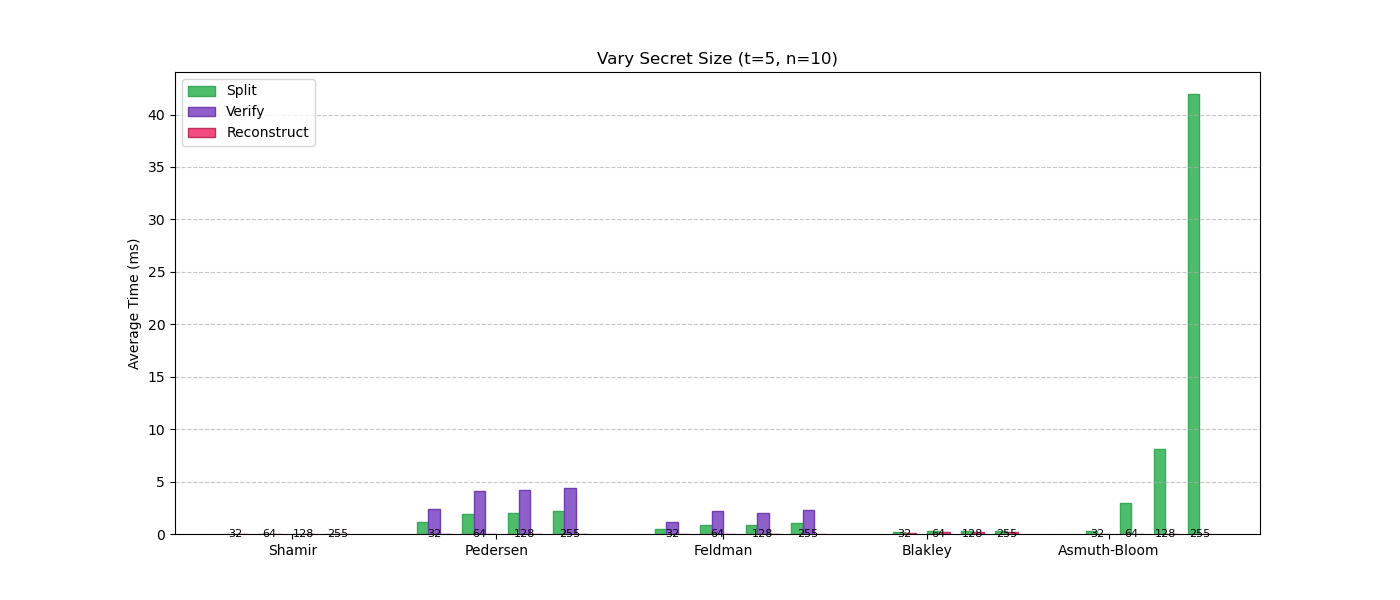 Vary Secret Size (t=5, n=10)
Split
Verify
Reconstruct
Average Time (ms)
40
35
30
25
20
15
10
5
0
32 64 128 255 32 64 128 255 32 64 128 255 32 64 128 255 32 64 128 255
Shamir Pedersen Feldman Blakley Asmuth-Bloom